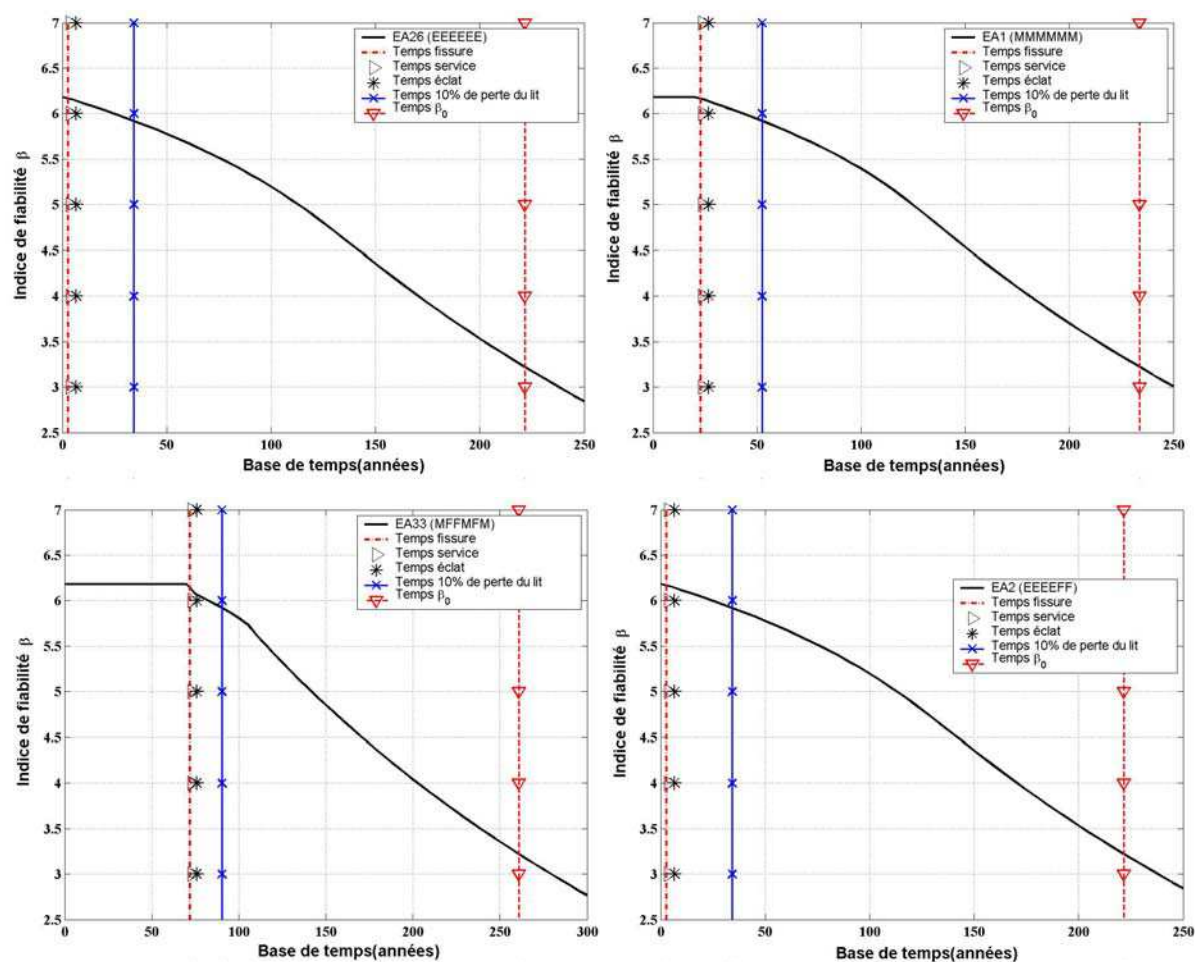 7
6.5
6
5.5
5
4.5
4
3.5
3
2.5
Indice de fiabilité β
EA26 (EEEEEE)
Temps fissure
Temps service
Temps éclat
Temps 10% de perte du lit
Temps β0
0 50 100 150 200 250
Base de temps(années)
7
6.5
6
5.5
5
4.5
4
3.5
3
2.5
Indice de fiabilité β
EA1 (MMMMMM)
Temps fissure
Temps service
Temps éclat
Temps 10% de perte du lit
Temps β0
0 50 100 150 200 250
Base de temps(années)
7
6.5
6
5.5
5
4.5
4
3.5
3
2.5
Indice de fiabilité β
EA33 (MFFMFM)
Temps fissure
Temps service
Temps éclat
Temps 10% de perte du lit
Temps β0
0 50 100 150 200 250 300
Base de temps(années)
7
6.5
6
5.5
5
4.5
4
3.5
3
2.5
Indice de fiabilité β
EA2 (EEEEFF)
Temps fissure
Temps service
Temps éclat
Temps 10% de perte du lit
Temps β0
0 50 100 150 200 250
Base de temps(années)